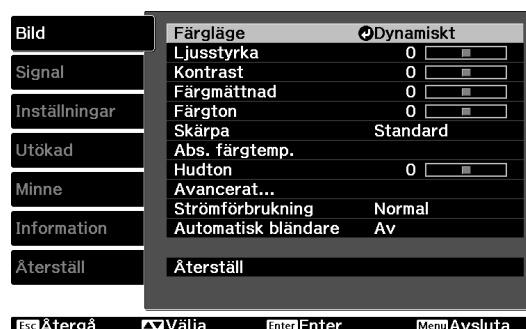 Bild
Signal
Inställningar
Utökad
Minne
Information
Återställ
Färgläge Dynamiskt
Ljusstyrka 0
Kontrast 0
Färgmättnad 0
Färgton 0
Skärpa Standard
Abs. färgtemp.
Hudton 0
Avancerat...
Strömförbrukning Normal
Automatisk bländare Av
Återställ
Esc Återgå Välja Enter Enter Menu Avsluta